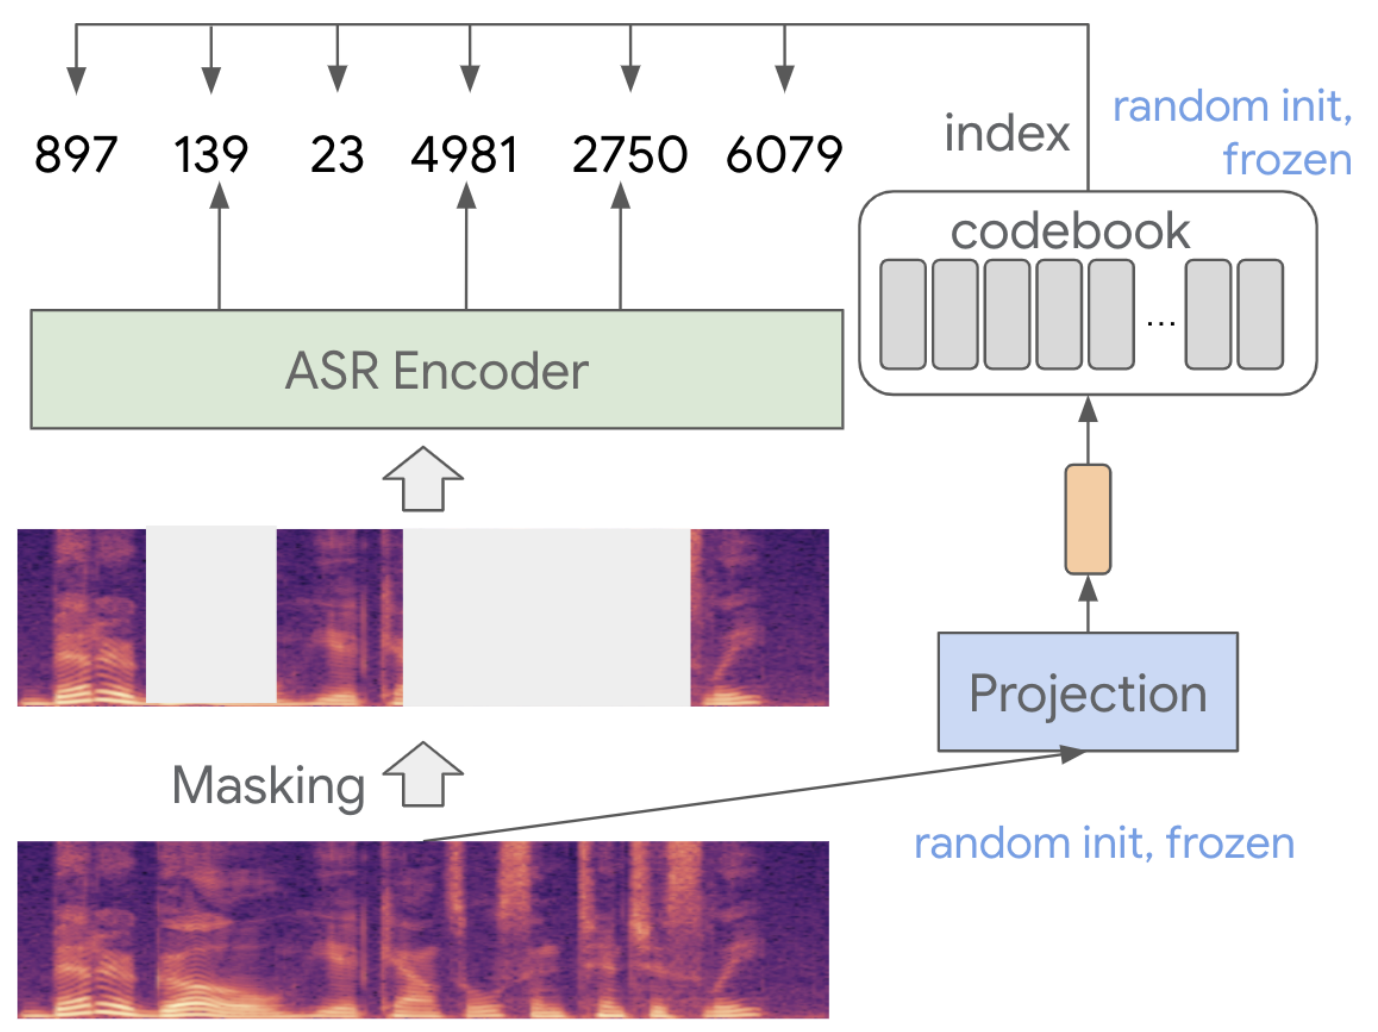 897 139 23 4981 2750 6079
index
random init,
frozen
codebook
...
ASR Encoder
Projection
Masking
random init, frozen